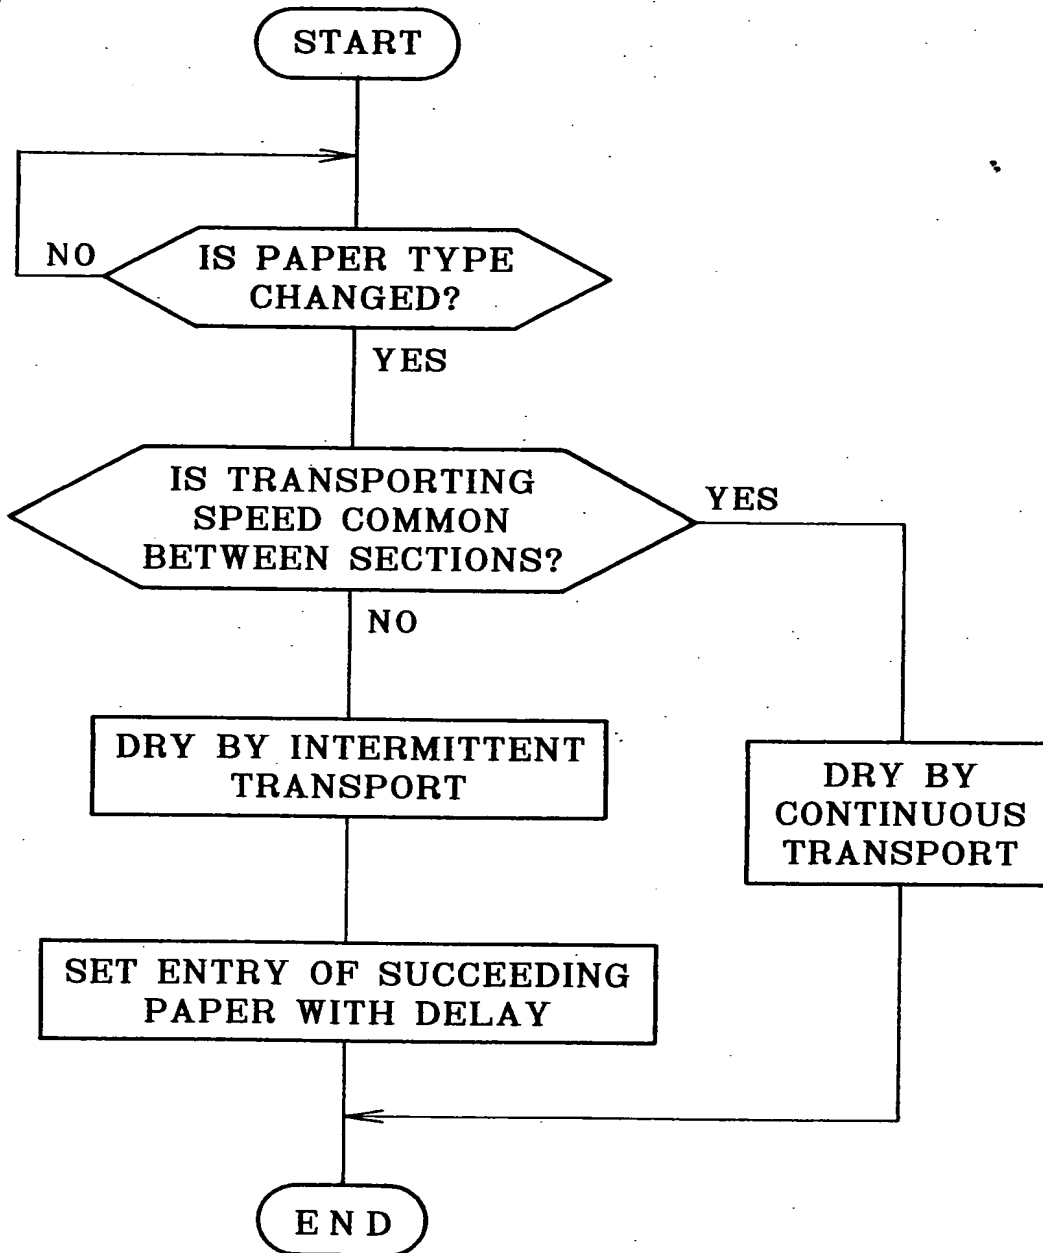 START
NO
IS PAPER TYPE
CHANGED?
YES
IS TRANSPORTING
SPEED COMMON
BETWEEN SECTIONS?
YES
NO
DRY BY INTERMITTENT
TRANSPORT
DRY BY
CONTINUOUS
TRANSPORT
SET ENTRY OF SUCCEEDING
PAPER WITH DELAY
END